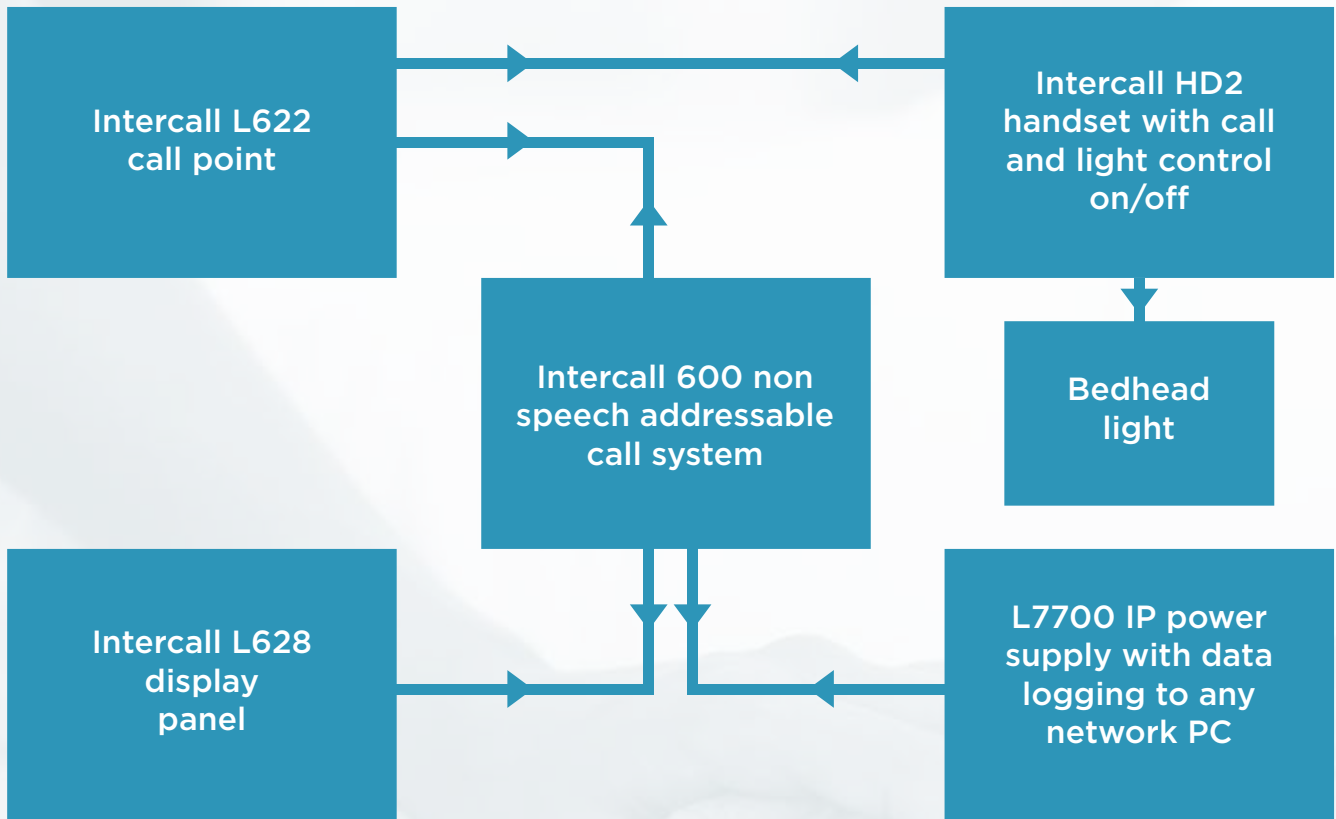 Intercall L622
call point
Intercall HD2
handset with call
and light control
on/off
Intercall 600 non
speech addressable
call system
Bedhead
light
Intercall L628
display
panel
L7700 IP power
supply with data
logging to any
network PC